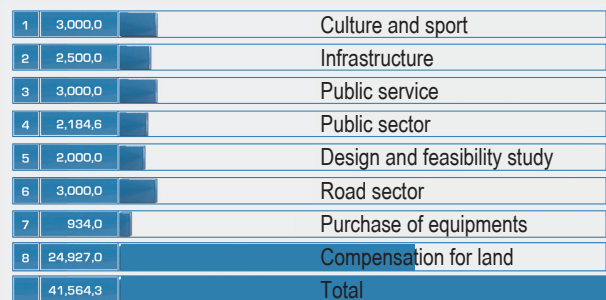 1 3,000,0 Culture and sport
2 2,500,0 Infrastructure
3 3,000,0 Public service
4 2,184,6 Public sector
5 2,000,0 Design and feasibility study
6 3,000,0 Road sector
7 934,0 Purchase of equipments
8 24,927,0 Compensation for land
41,564,3 Total